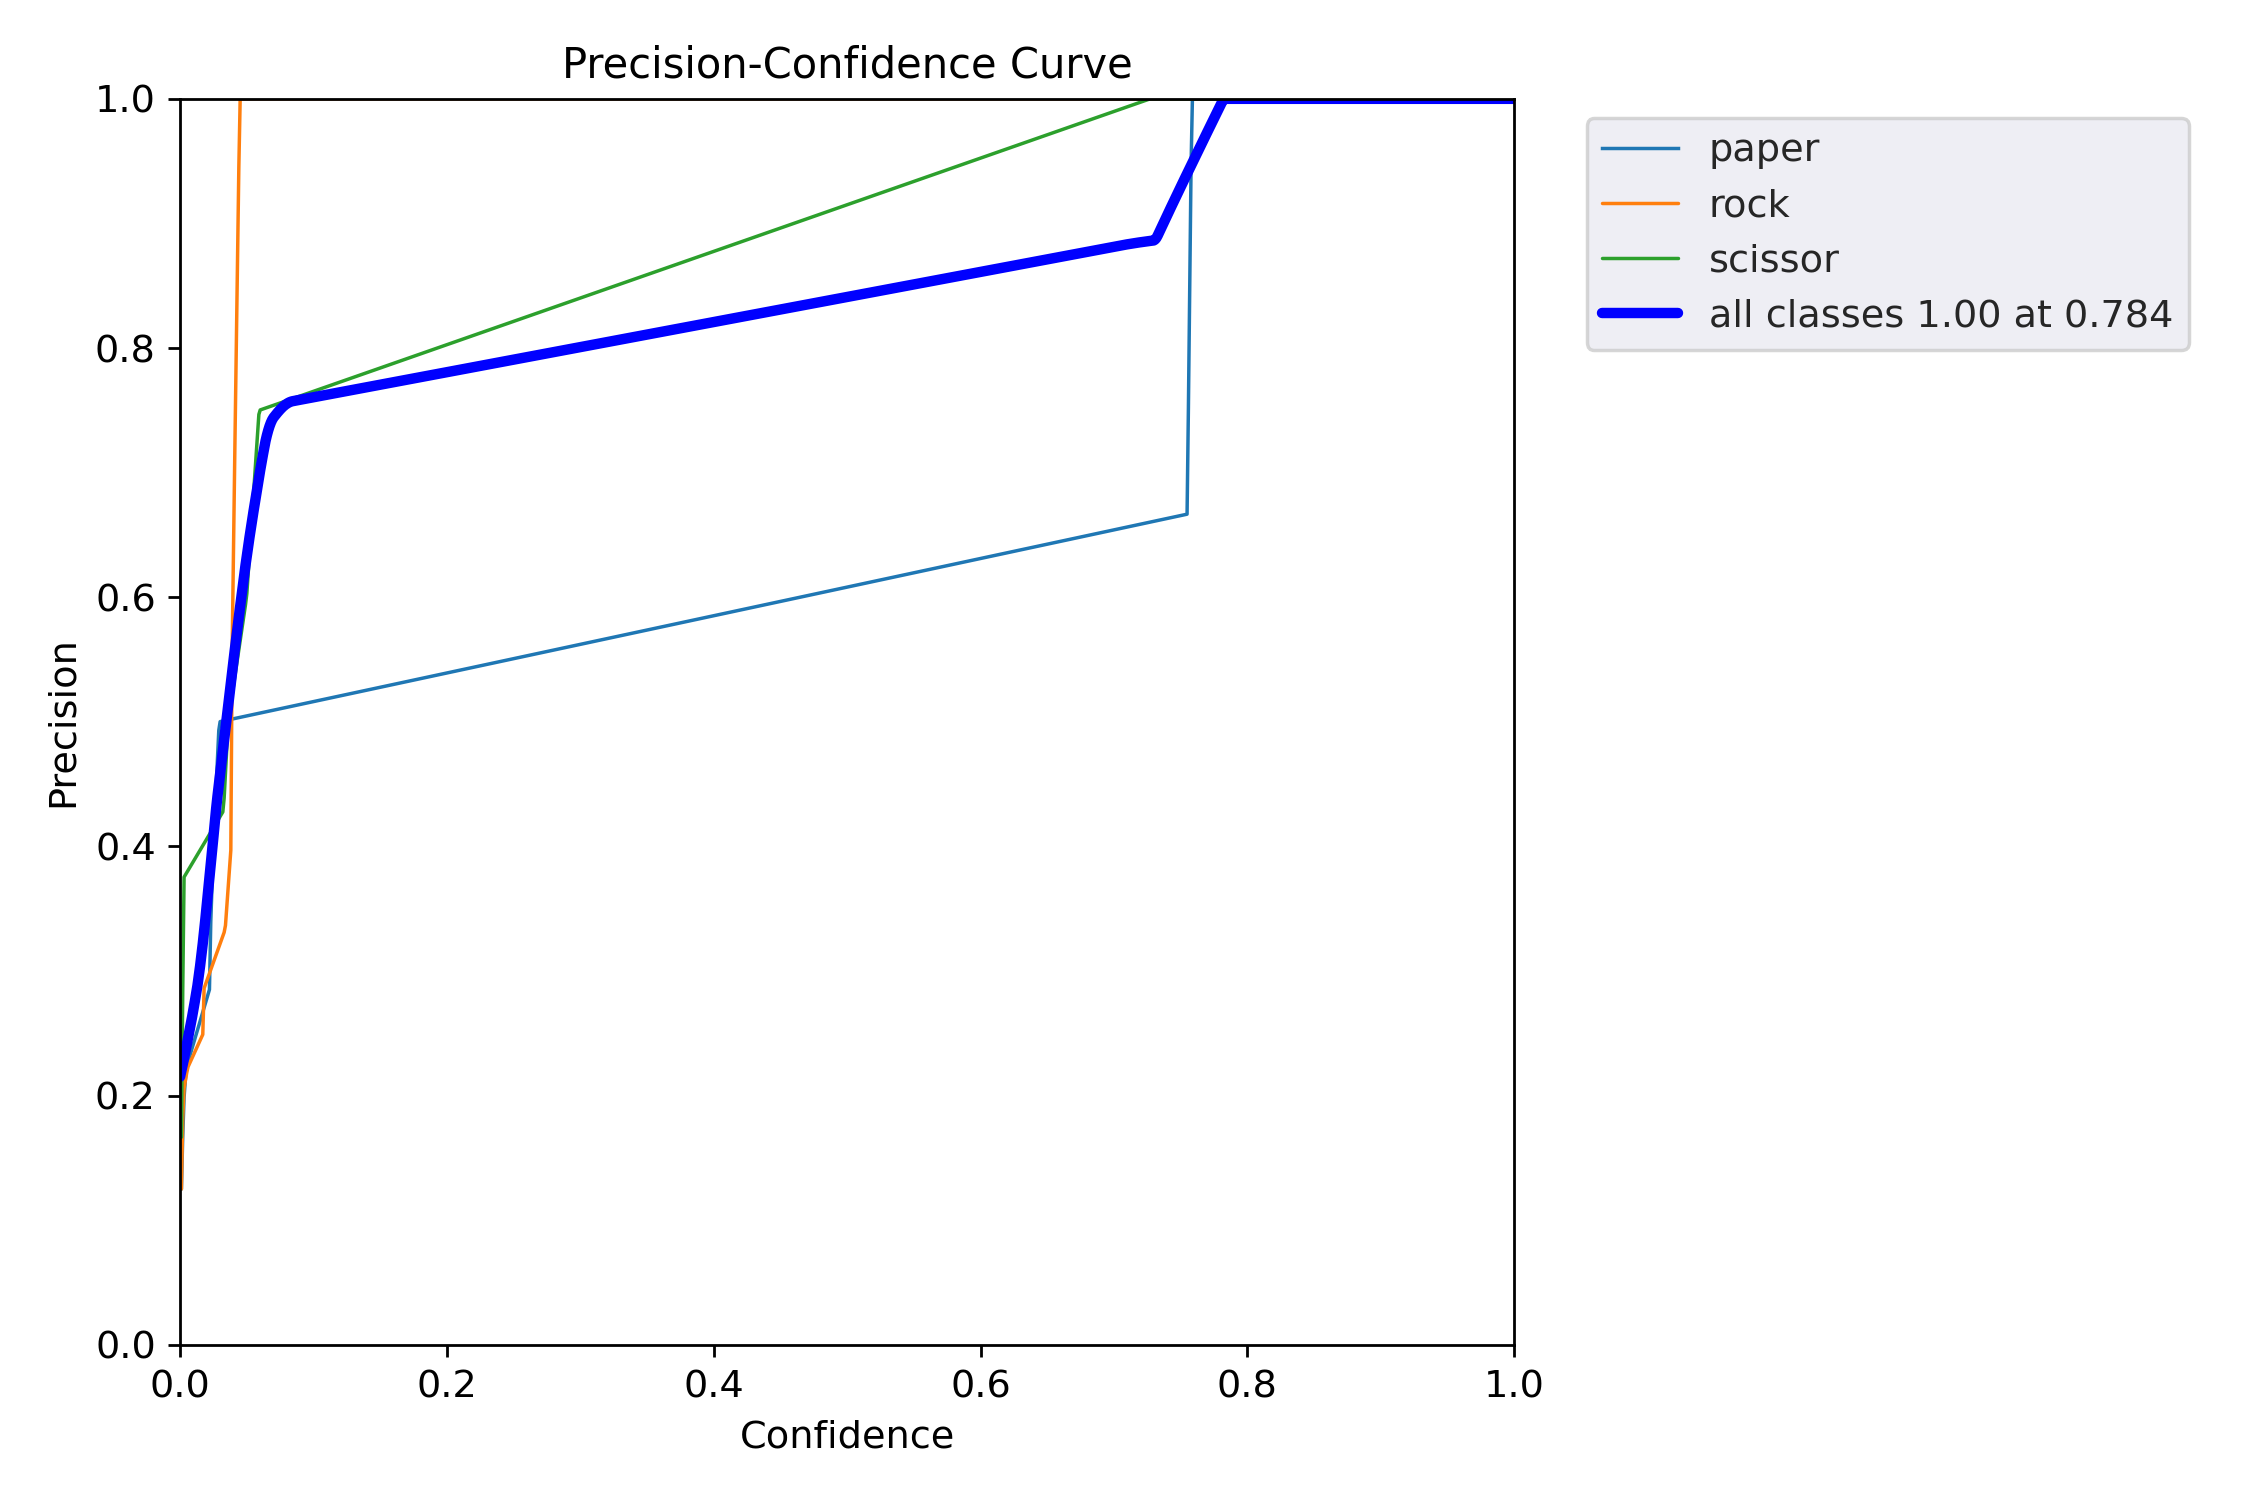 Precision-Confidence Curve
1.0
0.8
0.6
0.4
0.2
0.0
Precision
0.0 0.2 0.4 0.6 0.8 1.0
Confidence
paper
rock
scissor
all classes 1.00 at 0.784